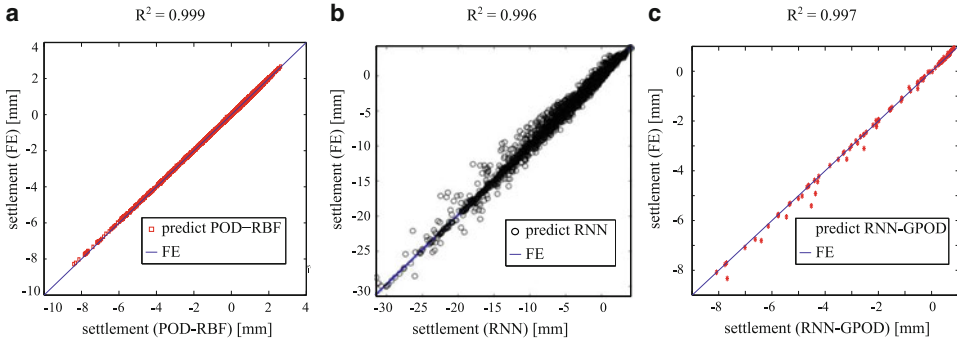 a
R² = 0.999
4
2
0
-2
-4
-6
-8
-10
settlement (FE) [mm]
predict POD–RBF
FE
-10 -8 -6 -4 -2 0 2 4
settlement (POD-RBF) [mm]
b
R² = 0.996
0
-5
-10
-15
-20
-25
-30
settlement (FE) [mm]
predict RNN
FE
-30 -25 -20 -15 -10 -5 0
settlement (RNN) [mm]
c
R² = 0.997
0
-2
-4
-6
-8
settlement (FE) [mm]
predict RNN-GPOD
FE
-8 -6 -4 -2 0
settlement (RNN-GPOD) [mm]